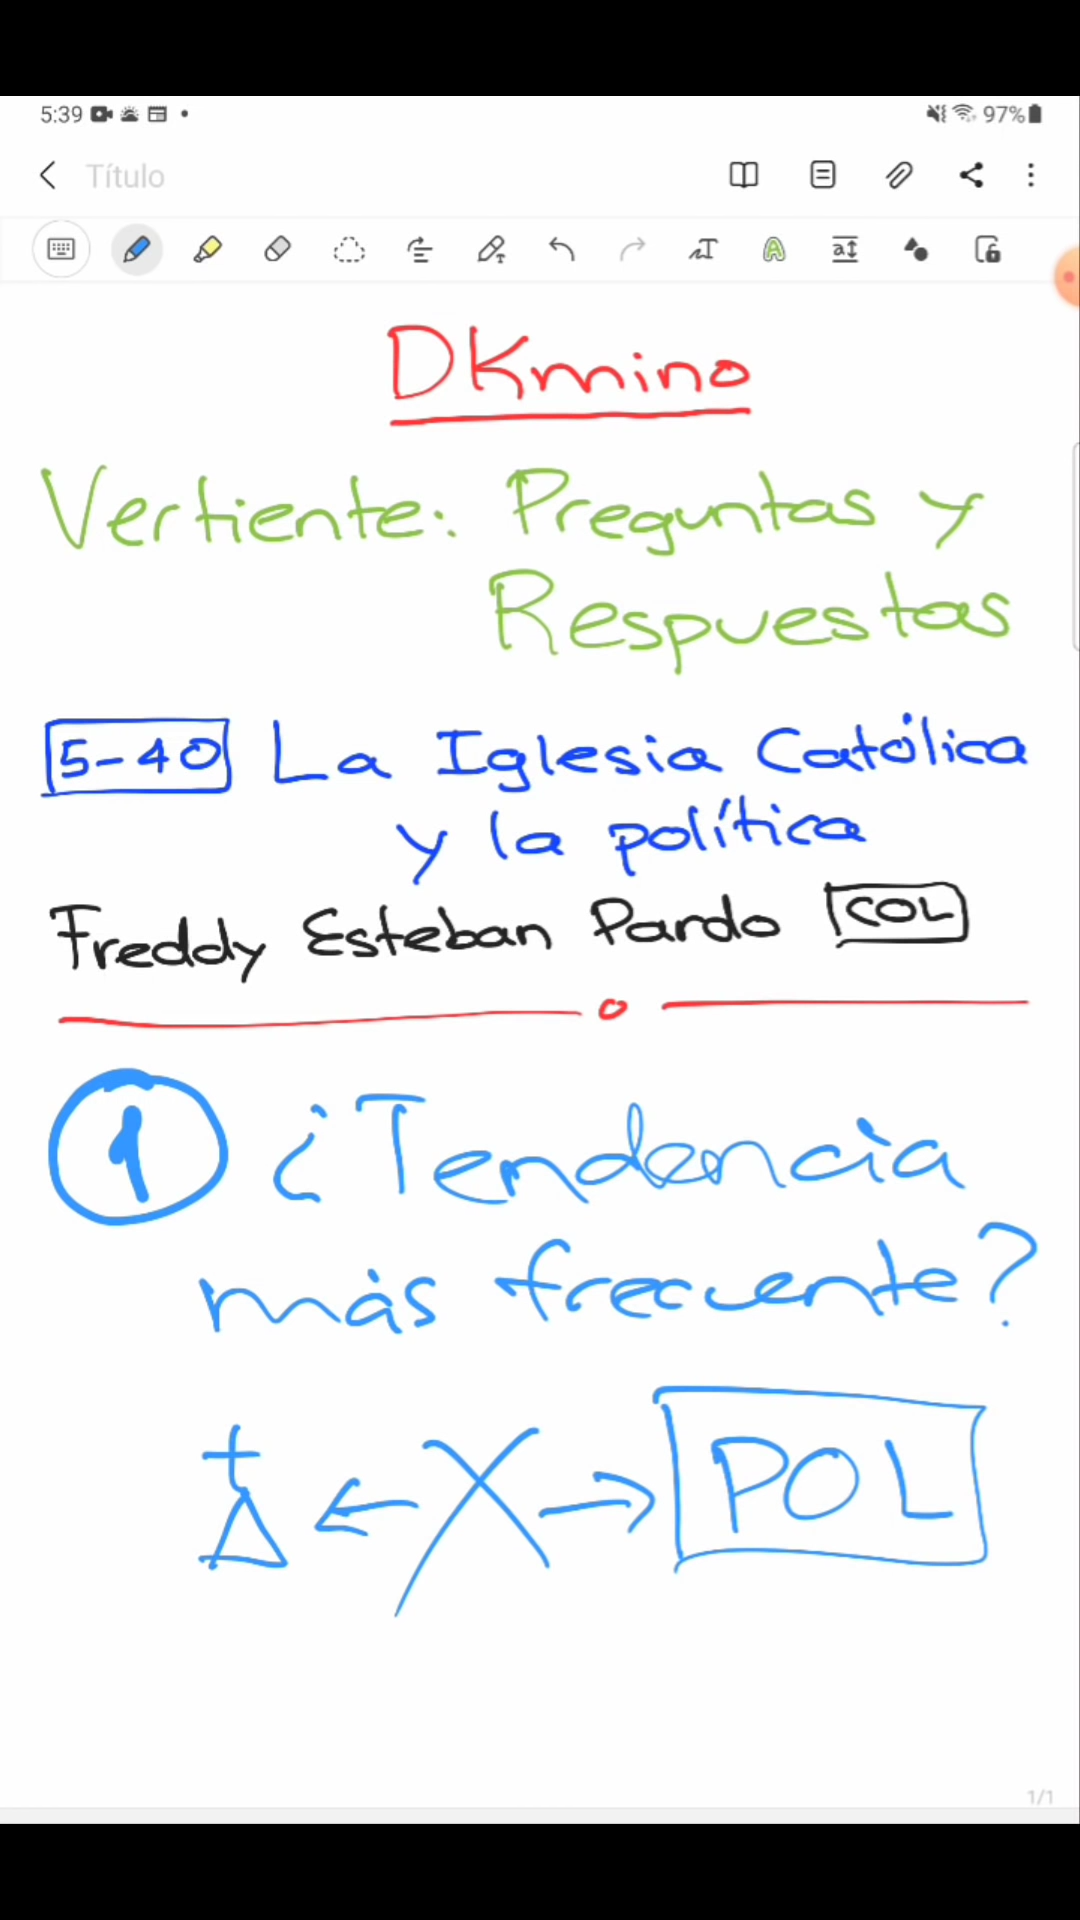 5:39
97%
Título
DKmino
Vertiente: Preguntas y
Respuestas
5-40 La Iglesia Católica
y la política
Freddy Esteban Pardo COL
1 ¿Tendencia
más frecuente?
X POL
1/1